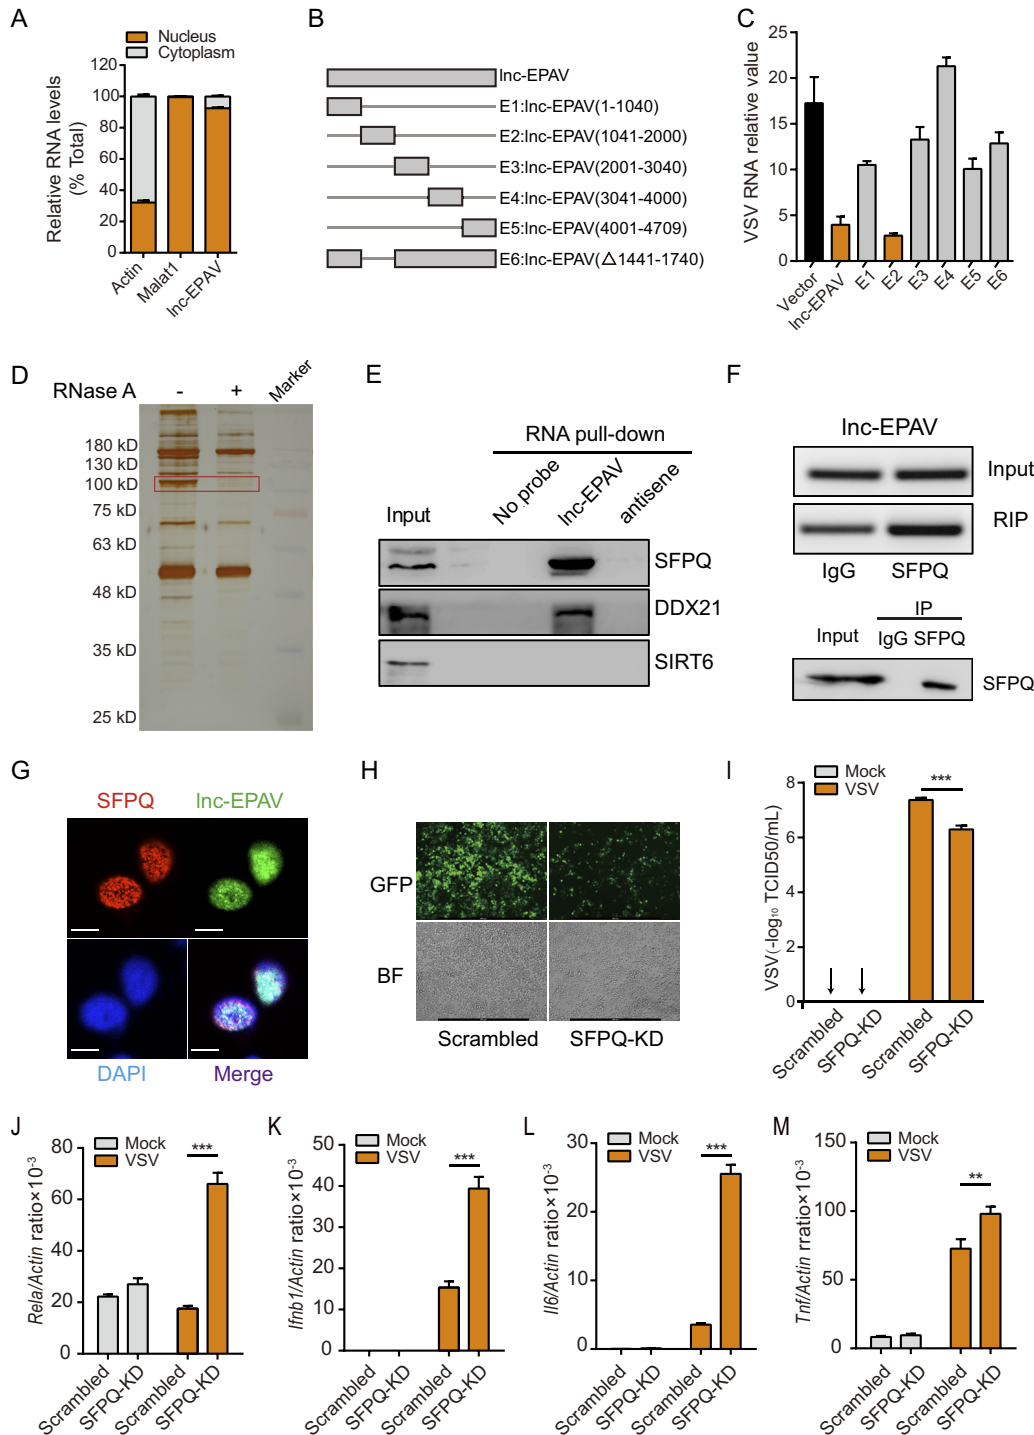 A
Nucleus
Cytoplasm
Relative RNA levels
(% Total)
120
100
80
60
40
20
0
Actin
Malat1
lnc-EPAV
B
lnc-EPAV
E1:lnc-EPAV(1-1040)
E2:lnc-EPAV(1041-2000)
E3:lnc-EPAV(2001-3040)
E4:lnc-EPAV(3041-4000)
E5:lnc-EPAV(4001-4709)
E6:lnc-EPAV(△1441-1740)
C
VSV RNA relative value
25
20
15
10
5
0
Vector
lnc-EPAV
E1
E2
E3
E4
E5
E6
D
RNase A - + Marker
180 kD
130 kD
100 kD
75 kD
63 kD
48 kD
35 kD
25 kD
E
RNA pull-down
Input No probe lnc-EPAV antisene
SFPQ
DDX21
SIRT6
F
lnc-EPAV
Input
RIP
IgG SFPQ
IP
Input IgG SFPQ
SFPQ
G
SFPQ lnc-EPAV
DAPI Merge
H
GFP
BF
Scrambled SFPQ-KD
I
Mock
VSV
***
VSV(-log₁₀ TCID50/mL)
8
6
4
2
0
Scrambled
SFPQ-KD
Scrambled
SFPQ-KD
J
Mock
VSV
***
Rela/Actin ratio×10⁻³
80
60
40
20
0
Scrambled
SFPQ-KD
Scrambled
SFPQ-KD
K
Mock
VSV
***
Ifnb1/Actin ratio×10⁻³
50
40
30
20
10
0
Scrambled
SFPQ-KD
Scrambled
SFPQ-KD
L
Mock
VSV
***
Il6/Actin ratio×10⁻³
30
20
10
0
Scrambled
SFPQ-KD
Scrambled
SFPQ-KD
M
Mock
VSV
**
Tnf/Actin rratio×10⁻³
150
100
50
0
Scrambled
SFPQ-KD
Scrambled
SFPQ-KD